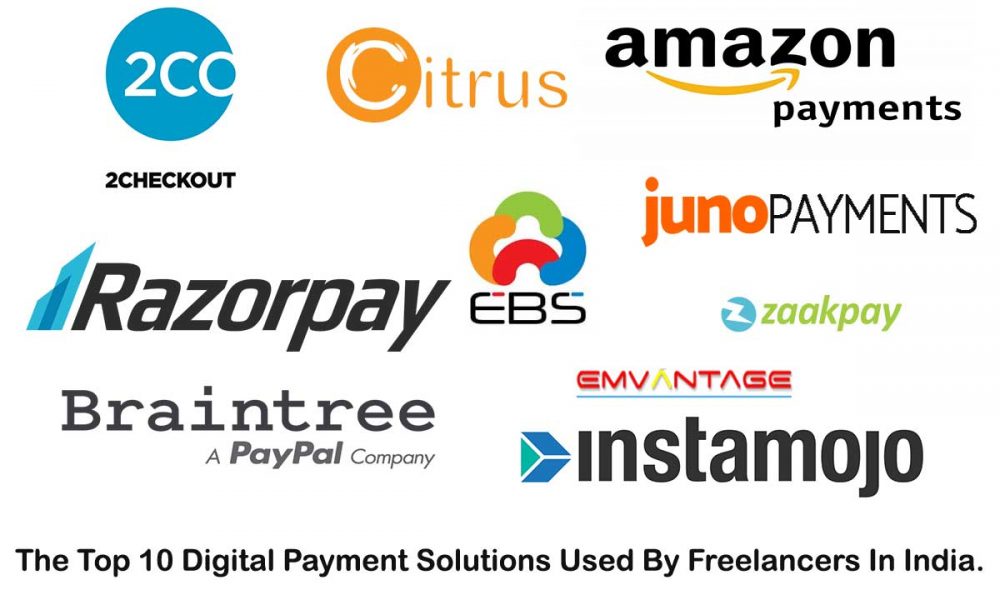 2CO
2CHECKOUT
Citrus
amazon
payments
junoPAYMENTS
Razorpay
EBS
zaakpay
EMVANTAGE
Braintree
A PayPal Company
instamojo
The Top 10 Digital Payment Solutions Used By Freelancers In India.